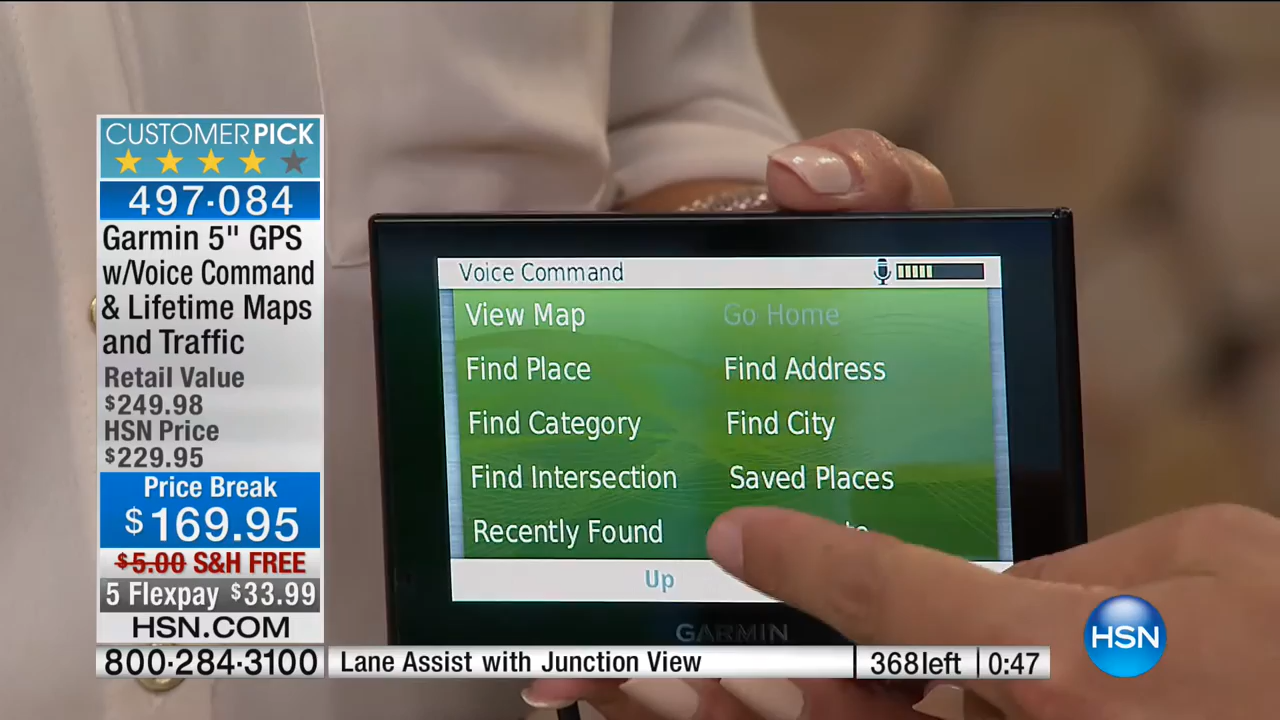 CUSTOMER PICK
497-084
Garmin 5" GPS
w/Voice Command
& Lifetime Maps
and Traffic
Retail Value
$249.98
HSN Price
$229.95
Price Break
$169.95
$5.00 S&H FREE
5 Flexpay $33.99
HSN.COM
800-284-3100
Lane Assist with Junction View
368 left
0:47
HSN
Voice Command
View Map
Go Home
Find Place
Find Address
Find Category
Find City
Find Intersection
Saved Places
Recently Found
Up
GARMIN